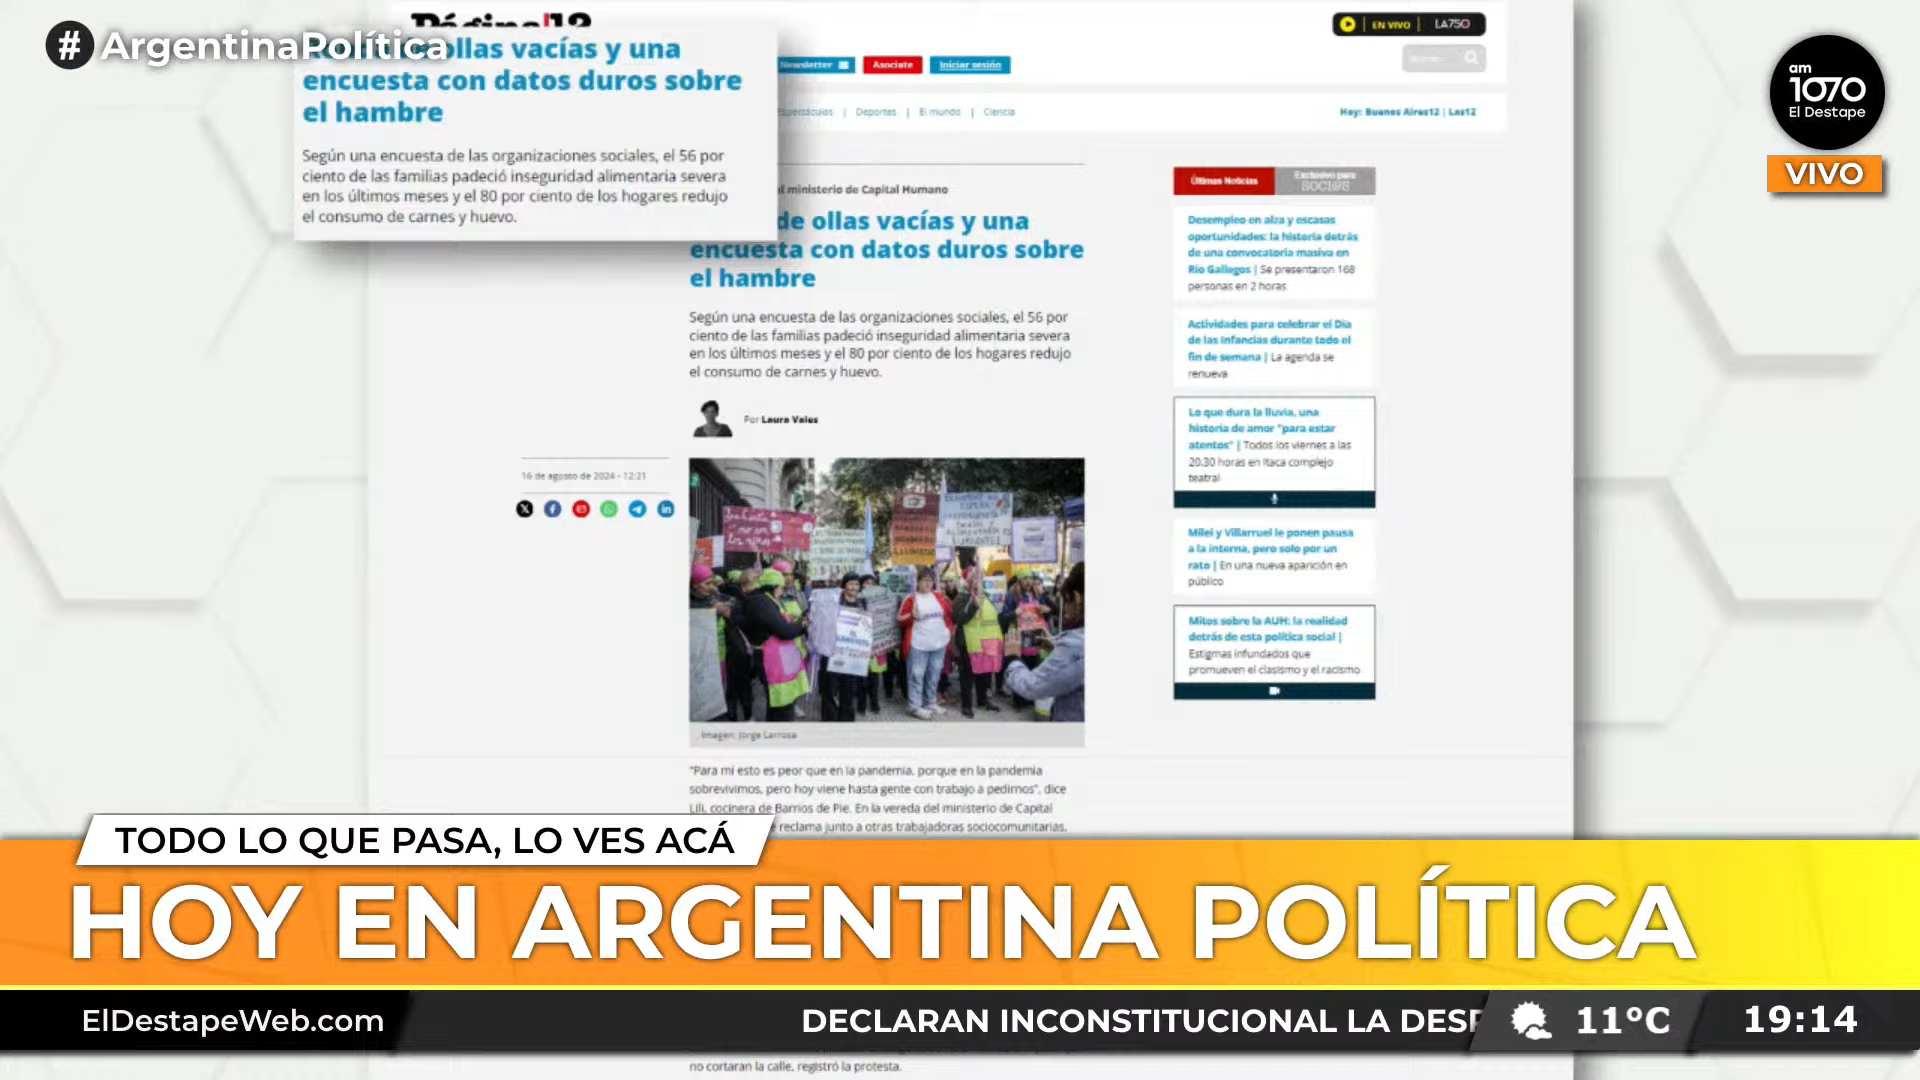 #ArgentinaPolítica
ollas vacías y una
encuesta con datos duros sobre
el hambre
Según una encuesta de las organizaciones sociales, el 56 por
ciento de las familias padeció inseguridad alimentaria severa
en los últimos meses y el 80 por ciento de los hogares redujo
el consumo de carnes y huevo.
Página|12
EN VIVO | LA750
Newsletter
Asociate
Iniciar sesión
Espectáculos | Deportes | El mundo | Ciencia
Hoy: Buenos Aires12 | Las12
am
1070
El Destape
VIVO
ministerio de Capital Humano
de ollas vacías y una
encuesta con datos duros sobre
el hambre
Según una encuesta de las organizaciones sociales, el 56 por
ciento de las familias padeció inseguridad alimentaria severa
en los últimos meses y el 80 por ciento de los hogares redujo
el consumo de carnes y huevo.
Por Laura Vales
16 de agosto de 2024 - 12:21
Imagen: Jorge Larrosa
"Para mí esto es peor que en la pandemia, porque en la pandemia
sobrevivimos, pero hoy viene hasta gente con trabajo a pedirnos", dice
Lili, cocinera de Barrios de Pie. En la vereda del ministerio de Capital
reclama junto a otras trabajadoras sociocomunitarias.
Últimas Noticias
Exclusivo para
SOCI@S
Desempleo en alza y escasas
oportunidades: la historia detrás
de una convocatoria masiva en
Río Gallegos | Se presentaron 168
personas en 2 horas
Actividades para celebrar el Día
de las Infancias durante todo el
fin de semana | La agenda se
renueva
Lo que dura la lluvia, una
historia de amor "para estar
atentos" | Todos los viernes a las
20:30 horas en Itaca complejo
teatral
Milei y Villarruel le ponen pausa
a la interna, pero solo por un
rato | En una nueva aparición en
público
Mitos sobre la AUH: la realidad
detrás de esta política social |
Estigmas infundados que
promueven el clasismo y el racismo
TODO LO QUE PASA, LO VES ACÁ
HOY EN ARGENTINA POLÍTICA
ElDestapeWeb.com
DECLARAN INCONSTITUCIONAL LA DESP
11°C
19:14
no cortaran la calle, registró la protesta.